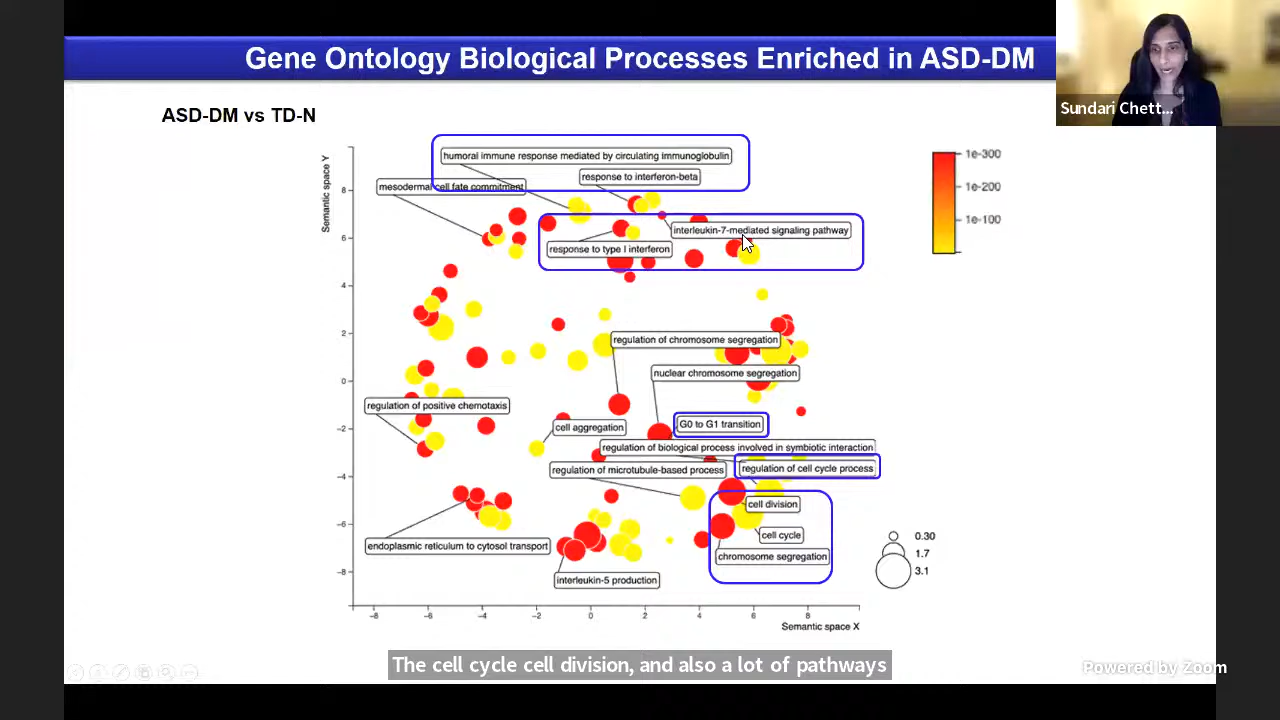 Gene Ontology Biological Processes Enriched in ASD-DM
Sundari Chett...
ASD-DM vs TD-N
Semantic space Y
8
6
4
2
0
-2
-4
-6
-8
humoral immune response mediated by circulating immunoglobulin
response to interferon-beta
mesodermal cell fate commitment
interleukin-7-mediated signaling pathway
response to type I interferon
regulation of chromosome segregation
nuclear chromosome segregation
regulation of positive chemotaxis
G0 to G1 transition
cell aggregation
regulation of biological process involved in symbiotic interaction
regulation of microtubule-based process
regulation of cell cycle process
cell division
cell cycle
endoplasmic reticulum to cytosol transport
chromosome segregation
interleukin-5 production
-8 -6 -4 -2 0 2 4 6 8
Semantic space X
1e-300
1e-200
1e-100
0.30
1.7
3.1
The cell cycle cell division, and also a lot of pathways
Powered by Zoom